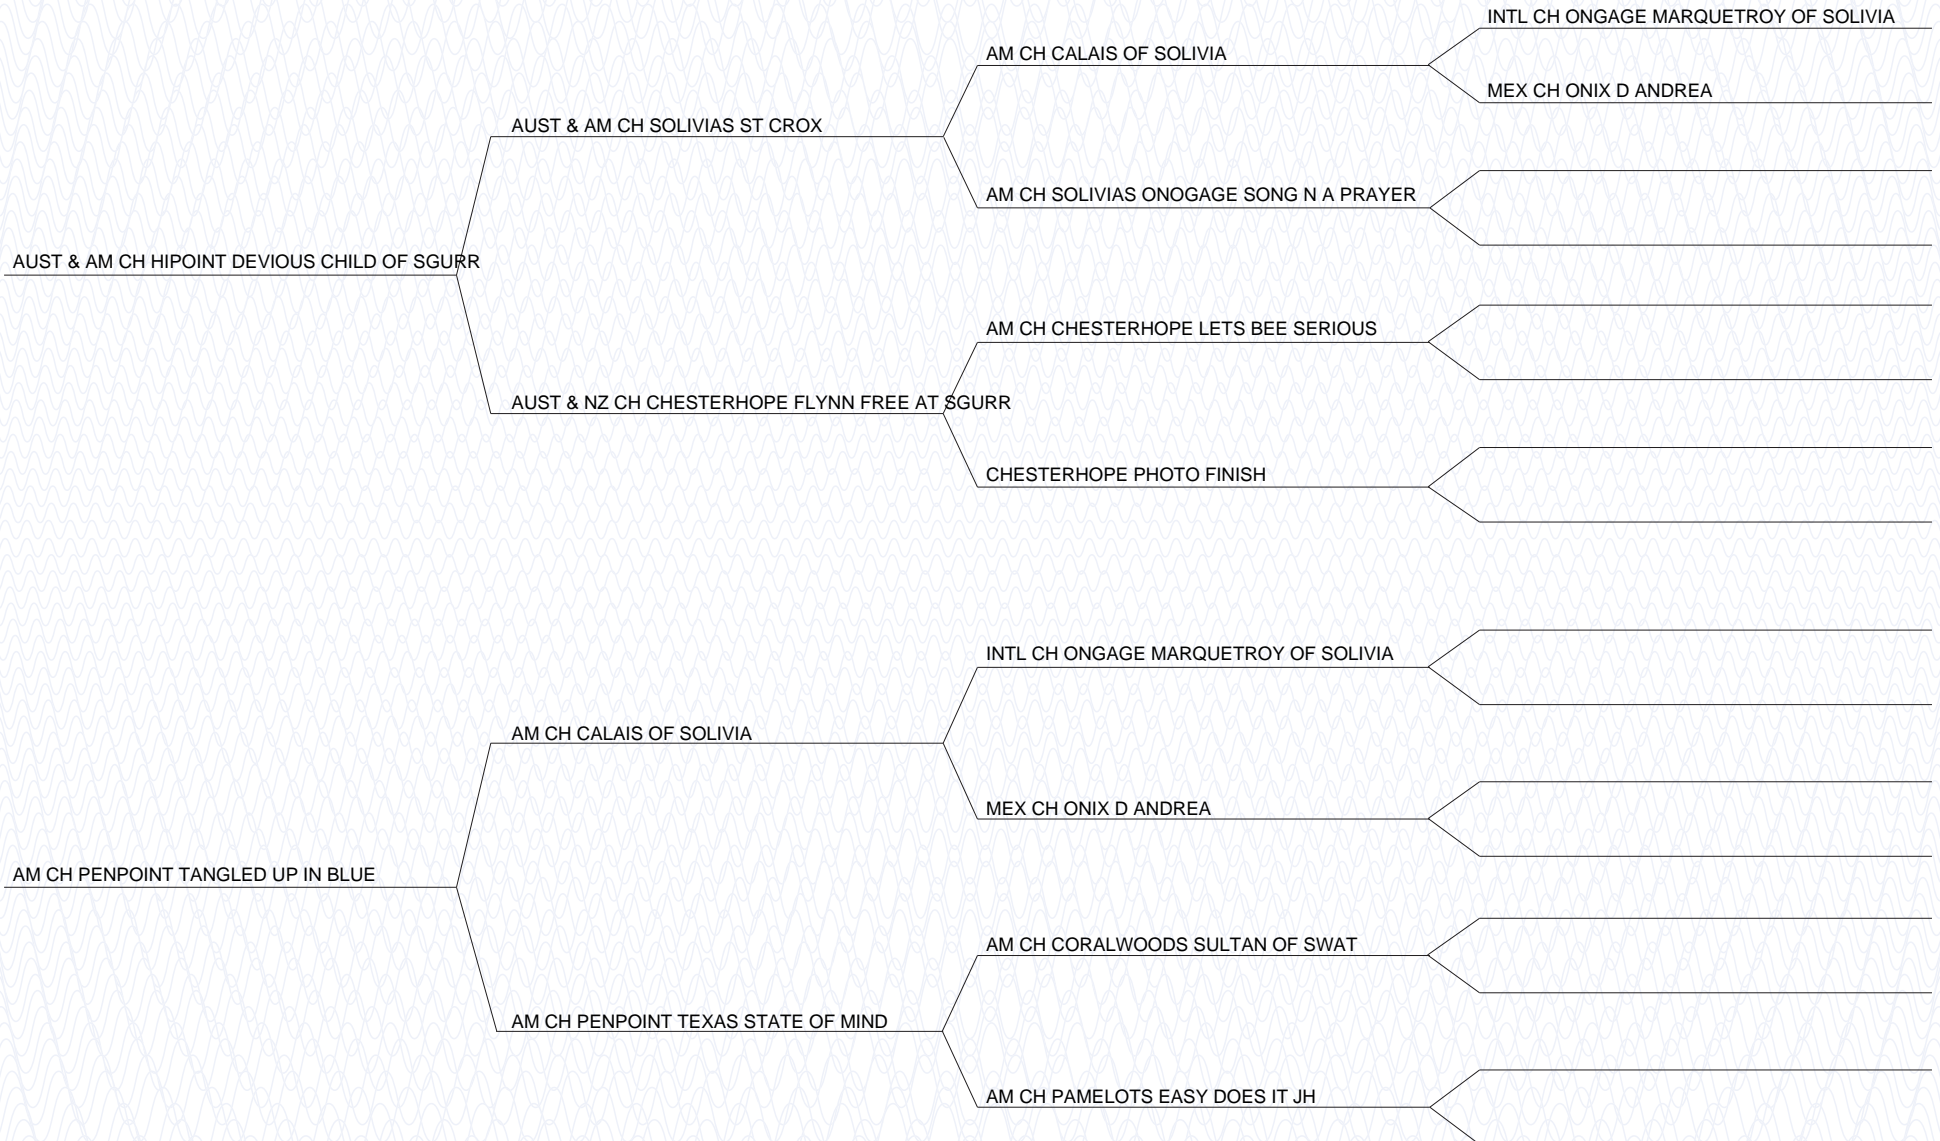 INTL CH ONGAGE MARQUETROY OF SOLIVIA
AM CH CALAIS OF SOLIVIA
MEX CH ONIX D ANDREA
AUST & AM CH SOLIVIAS ST CROX
AM CH SOLIVIAS ONOGAGE SONG N A PRAYER
AUST & AM CH HIPOINT DEVIOUS CHILD OF SGURR
AM CH CHESTERHOPE LETS BEE SERIOUS
AUST & NZ CH CHESTERHOPE FLYNN FREE AT SGURR
CHESTERHOPE PHOTO FINISH
INTL CH ONGAGE MARQUETROY OF SOLIVIA
AM CH CALAIS OF SOLIVIA
MEX CH ONIX D ANDREA
AM CH PENPOINT TANGLED UP IN BLUE
AM CH CORALWOODS SULTAN OF SWAT
AM CH PENPOINT TEXAS STATE OF MIND
AM CH PAMELOTS EASY DOES IT JH